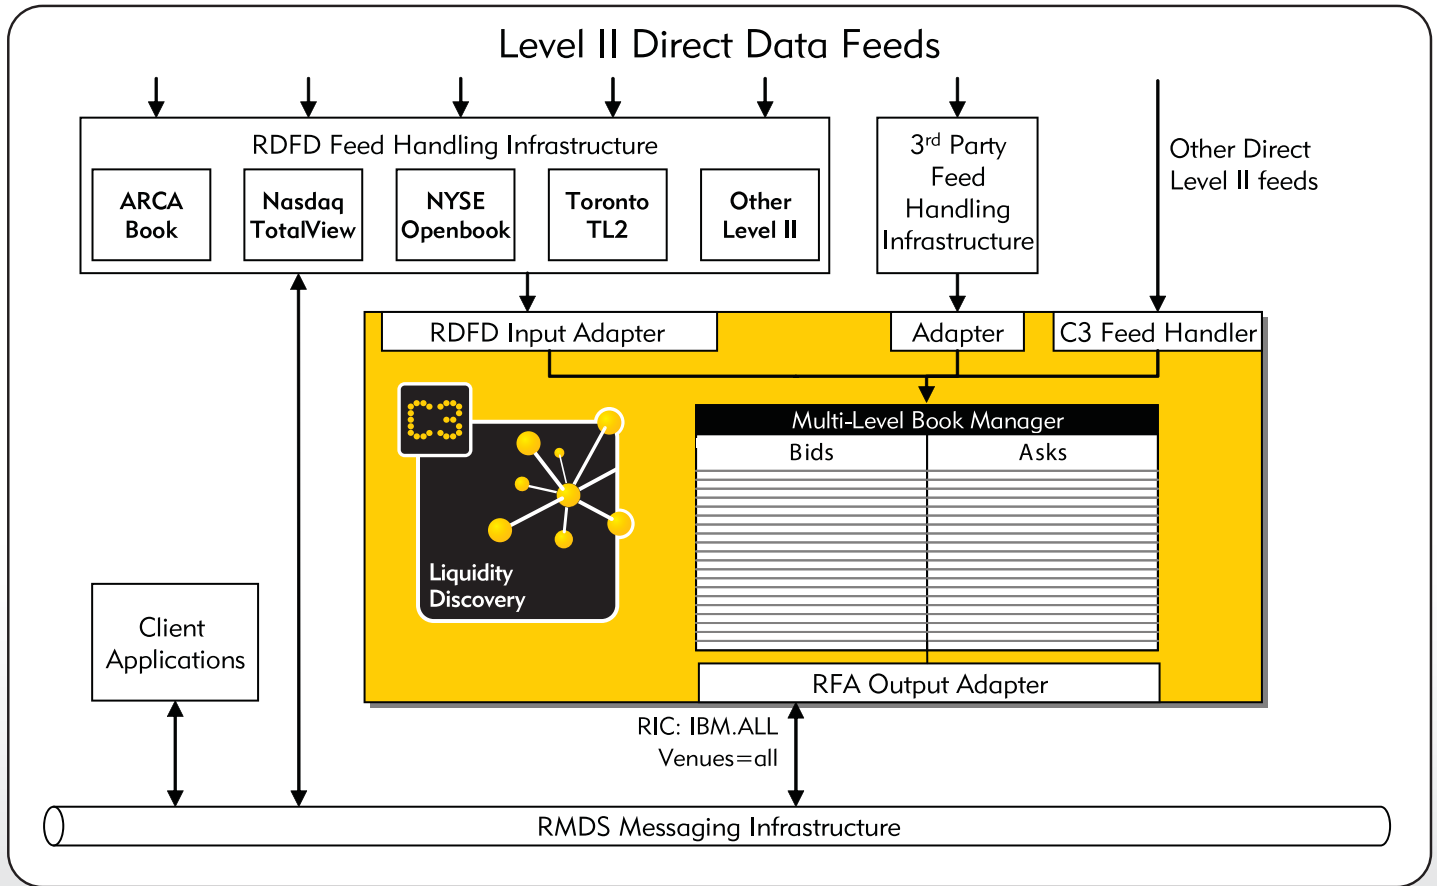 Level II Direct Data Feeds
RDFD Feed Handling Infrastructure
ARCA
Book
Nasdaq
TotalView
NYSE
Openbook
Toronto
TL2
Other
Level II
3rd Party
Feed
Handling
Infrastructure
Other Direct
Level II feeds
RDFD Input Adapter
Adapter
C3 Feed Handler
C3
Liquidity
Discovery
Multi-Level Book Manager
Bids
Asks
RFA Output Adapter
Client
Applications
RIC: IBM.ALL
Venues=all
RMDS Messaging Infrastructure